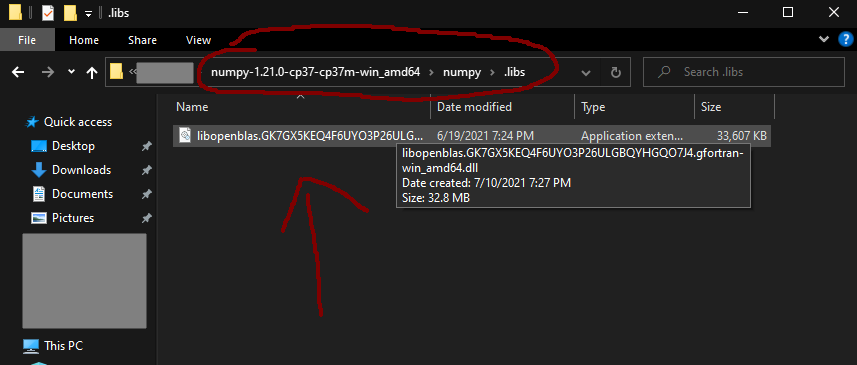 .libs
File Home Share View
« numpy-1.21.0-cp37-cp37m-win_amd64 › numpy › .libs
Search .libs
Name Date modified Type Size
Quick access
libopenblas.GK7GX5KEQ4F6UYO3P26ULG... 6/19/2021 7:24 PM Application exten... 33,607 KB
Desktop
libopenblas.GK7GX5KEQ4F6UYO3P26ULGBQYHGQO7J4.gfortran-
win_amd64.dll
Date created: 7/10/2021 7:27 PM
Size: 32.8 MB
Downloads
Documents
Pictures
This PC